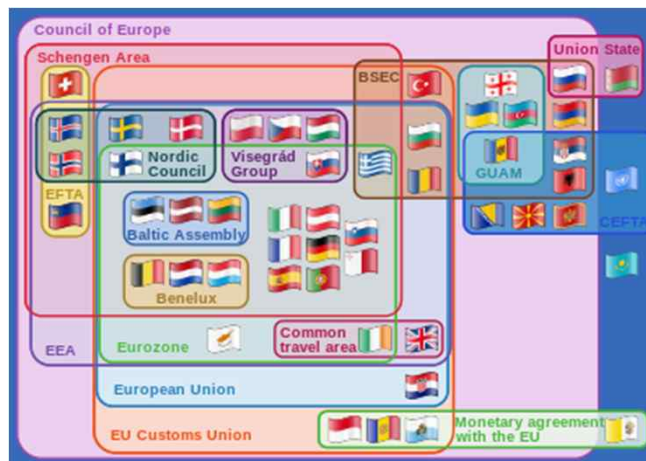 Council of Europe
Schengen Area
Union State
BSEC
Nordic
Council
Visegrád
Group
GUAM
EFTA
CEFTA
Baltic Assembly
Benelux
Common
travel area
Eurozone
EEA
European Union
EU Customs Union
Monetary agreement
with the EU